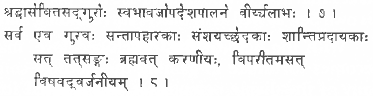 श्रद्धासेवितसद्गुरोः स्वभावजोपदेशपालने वीर्य्यलाभः ।७।
सर्व एव गुरवः सन्तापहारकाः संशयच्छेदकाः शान्तिप्रदायकाः
सत् तत्सङ्गः ब्रह्मवत् करणीयः, विपरीतमसत्
विषवद्वर्जनीयम् ।८।